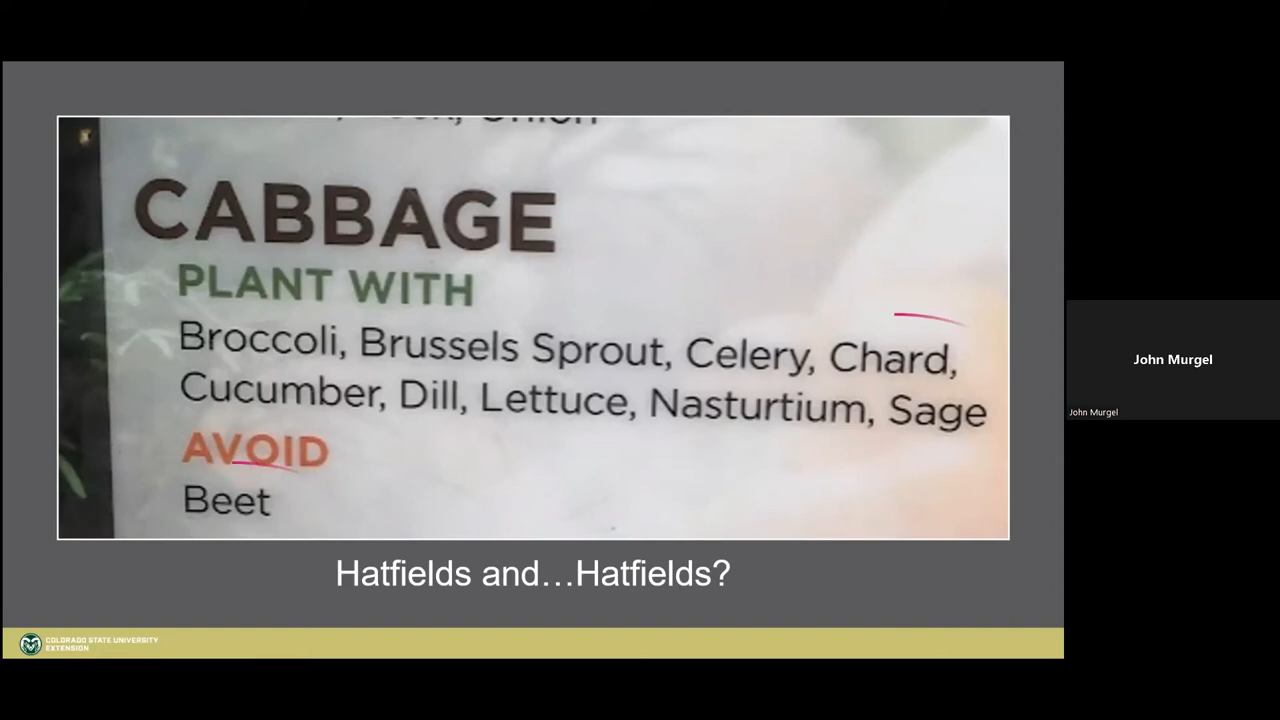 Onion
CABBAGE
PLANT WITH
Broccoli, Brussels Sprout, Celery, Chard,
Cucumber, Dill, Lettuce, Nasturtium, Sage
AVOID
Beet
Hatfields and…Hatfields?
COLORADO STATE UNIVERSITY
EXTENSION
John Murgel
John Murgel